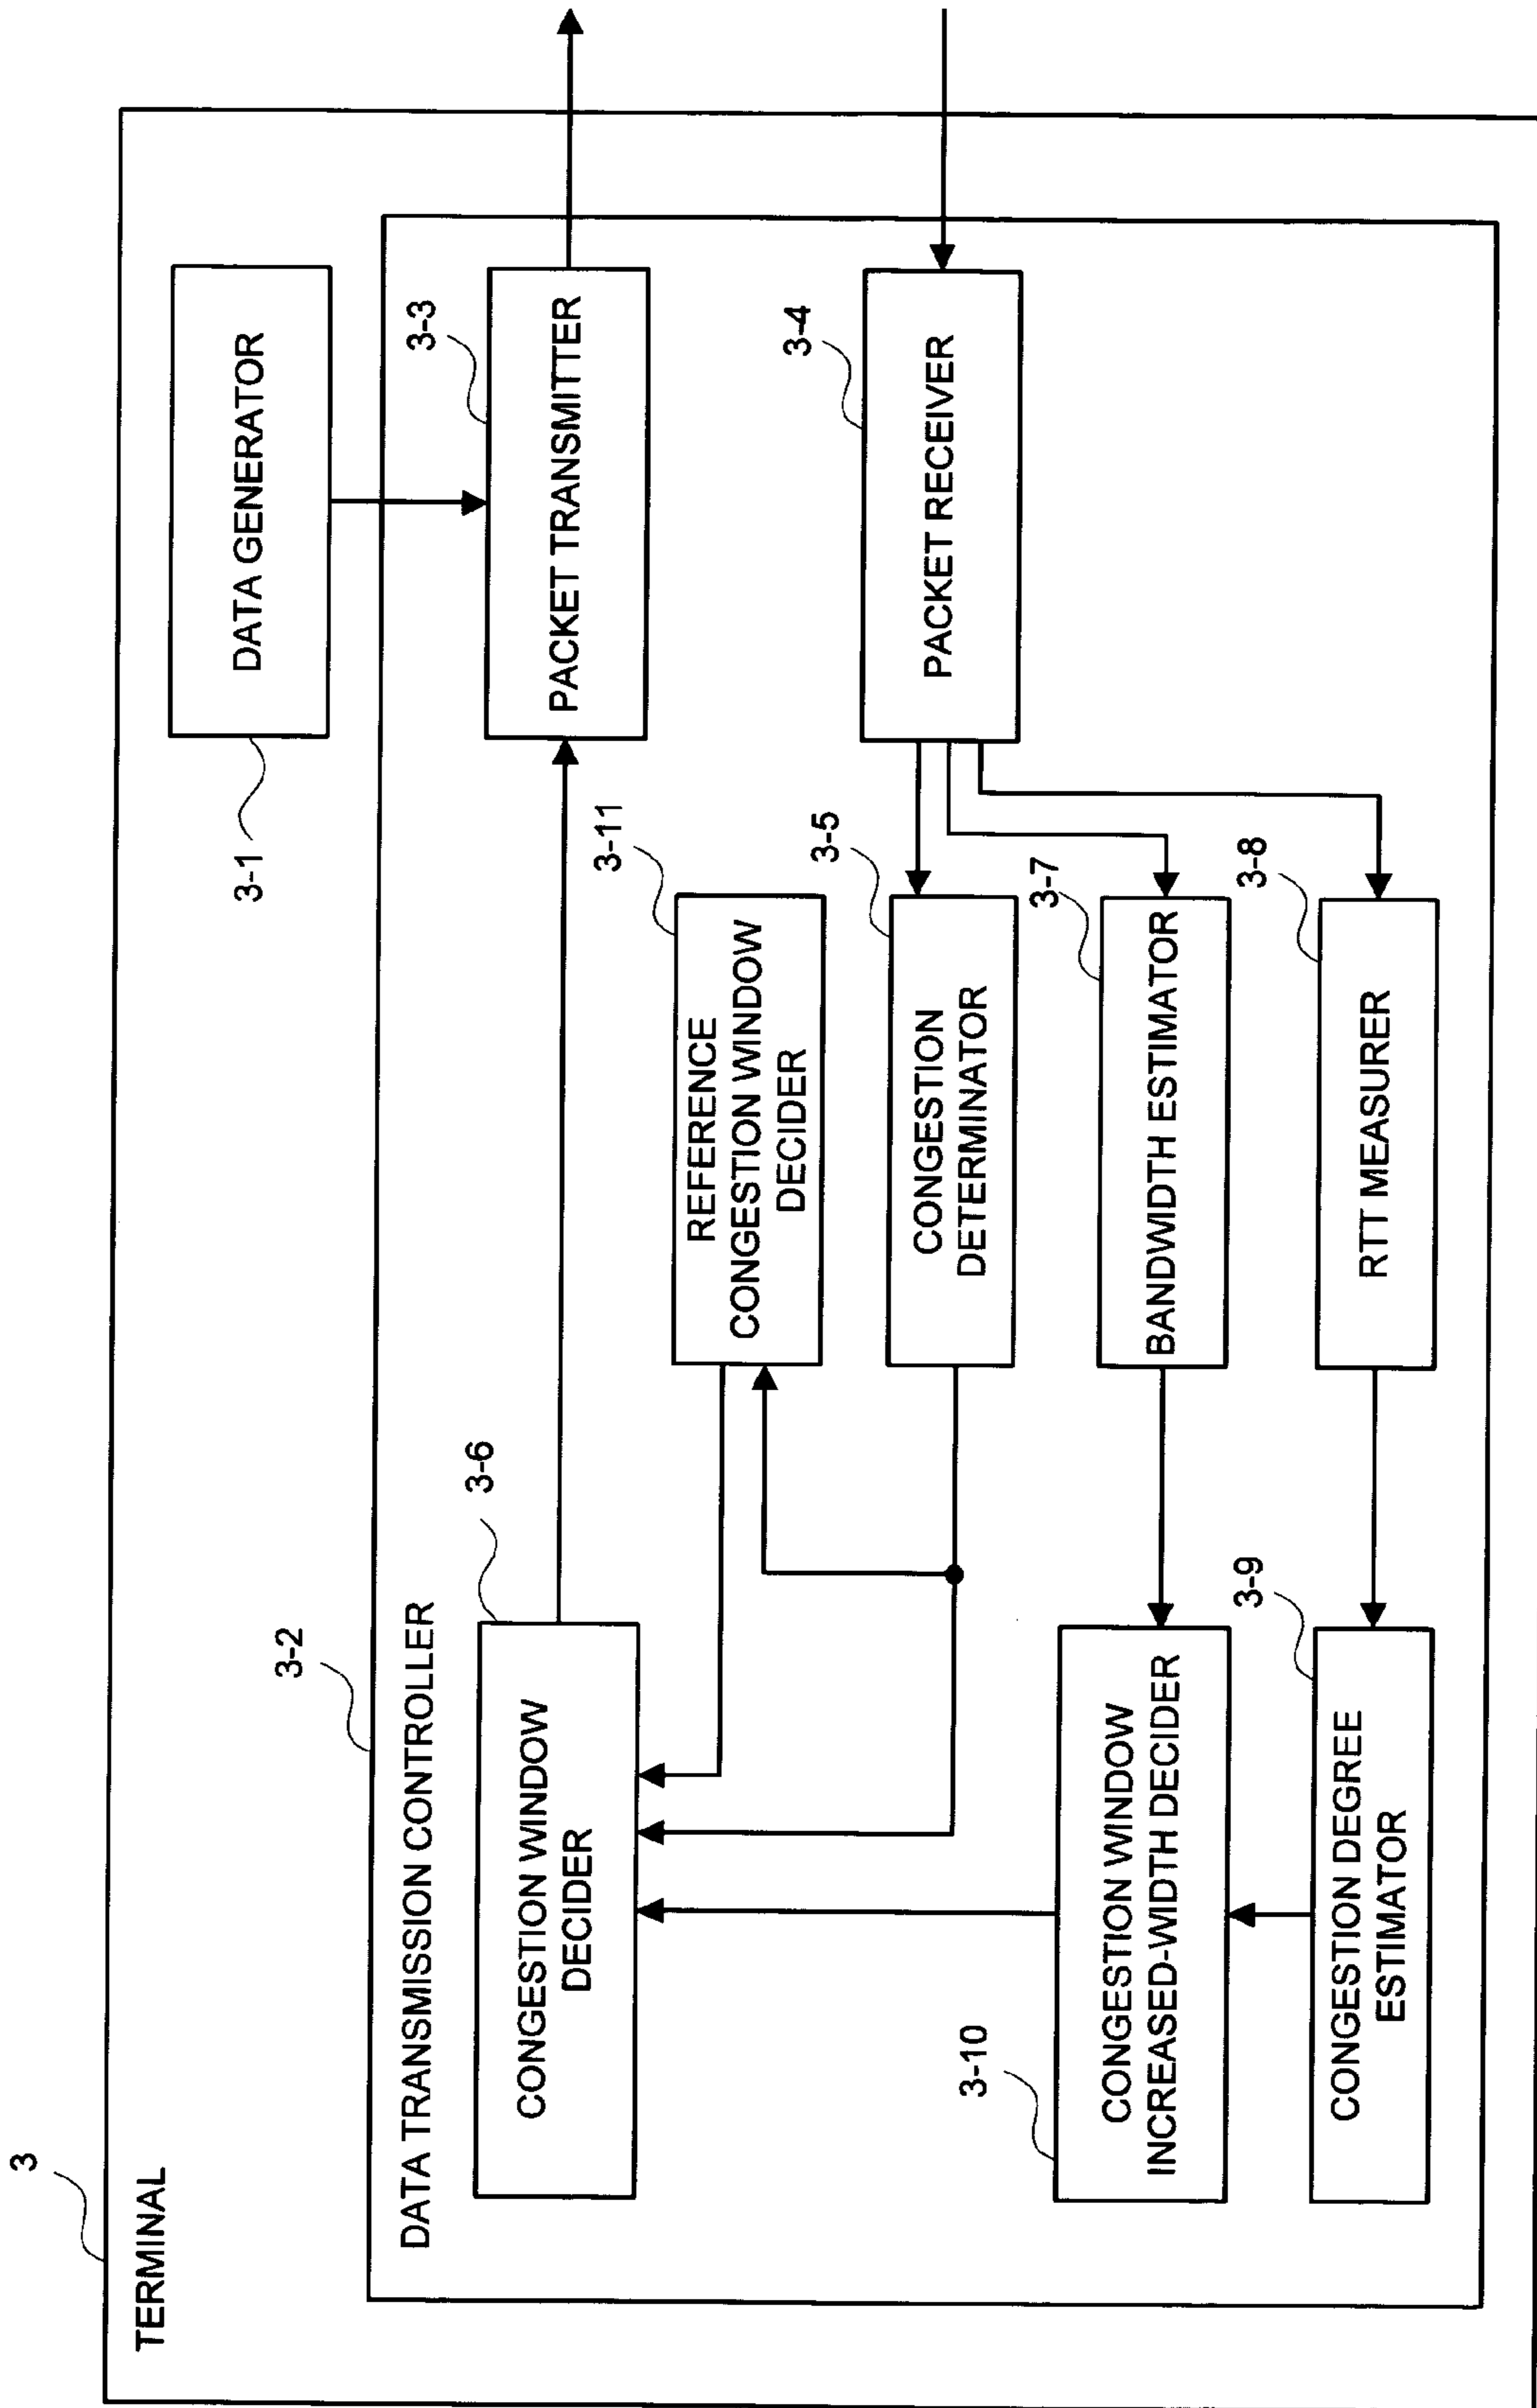 3
TERMINAL
3-1
DATA GENERATOR
3-2
DATA TRANSMISSION CONTROLLER
3-6
CONGESTION WINDOW
DECIDER
3-3
PACKET TRANSMITTER
3-11
REFERENCE
CONGESTION WINDOW
DECIDER
3-4
PACKET RECEIVER
3-5
CONGESTION
DETERMINATOR
3-10
CONGESTION WINDOW
INCREASED-WIDTH DECIDER
3-7
BANDWIDTH ESTIMATOR
3-9
CONGESTION DEGREE
ESTIMATOR
3-8
RTT MEASURER